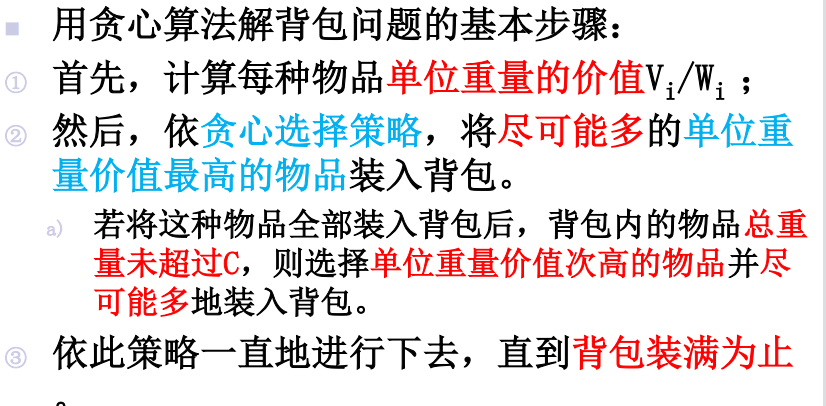 用贪心算法解背包问题的基本步骤：
① 首先，计算每种物品单位重量的价值Vi/Wi ；
② 然后，依贪心选择策略，将尽可能多的单位重
量价值最高的物品装入背包。
a) 若将这种物品全部装入背包后，背包内的物品总重
量未超过C，则选择单位重量价值次高的物品并尽
可能多地装入背包。
③ 依此策略一直地进行下去，直到背包装满为止
。